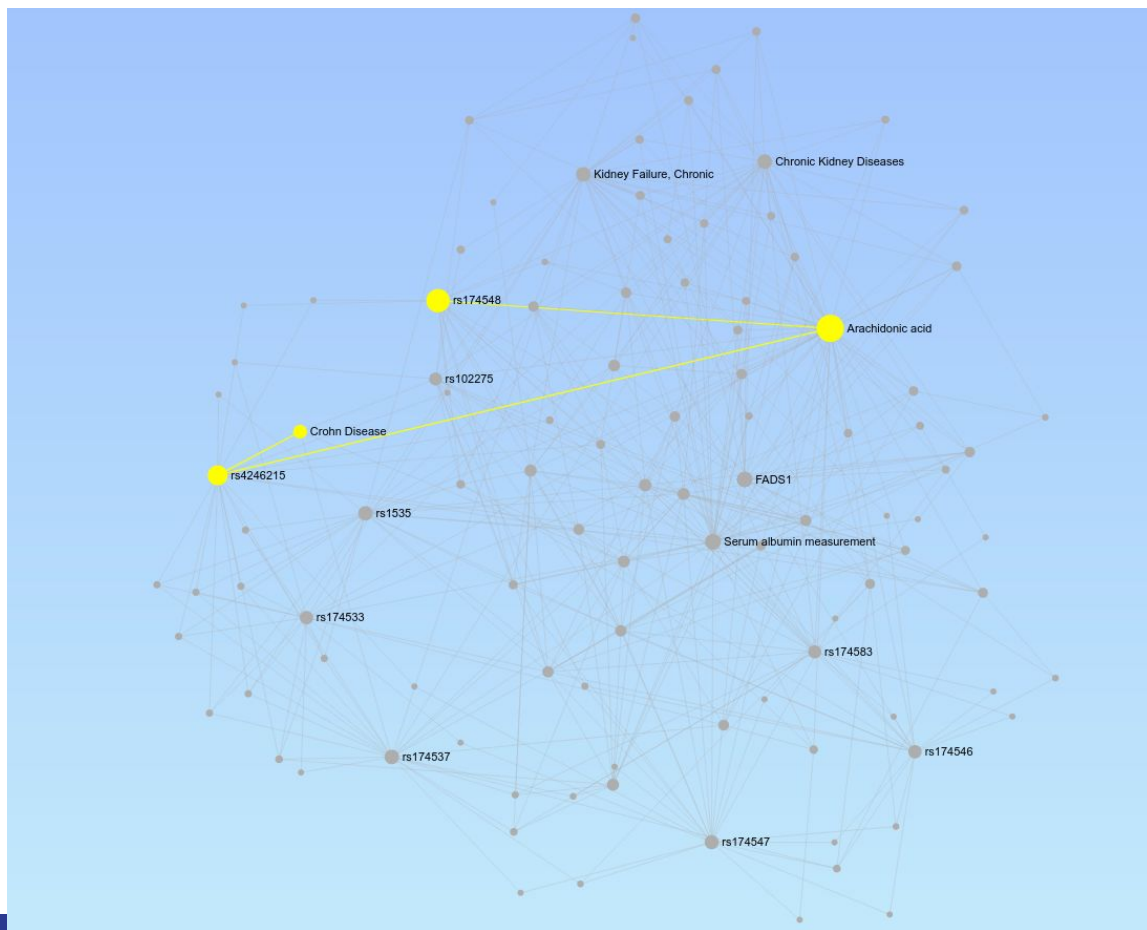 Chronic Kidney Diseases
Kidney Failure, Chronic
rs174548
Arachidonic acid
rs102275
Crohn Disease
rs4246215
FADS1
rs1535
Serum albumin measurement
rs174533
rs174583
rs174546
rs174537
rs174547